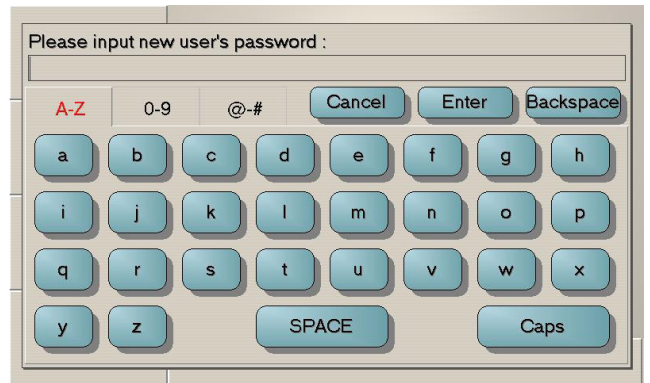 Please input new user's password :
A-Z 0-9 @-# Cancel Enter Backspace
a b c d e f g h
i j k l m n o p
q r s t u v w x
y z SPACE Caps